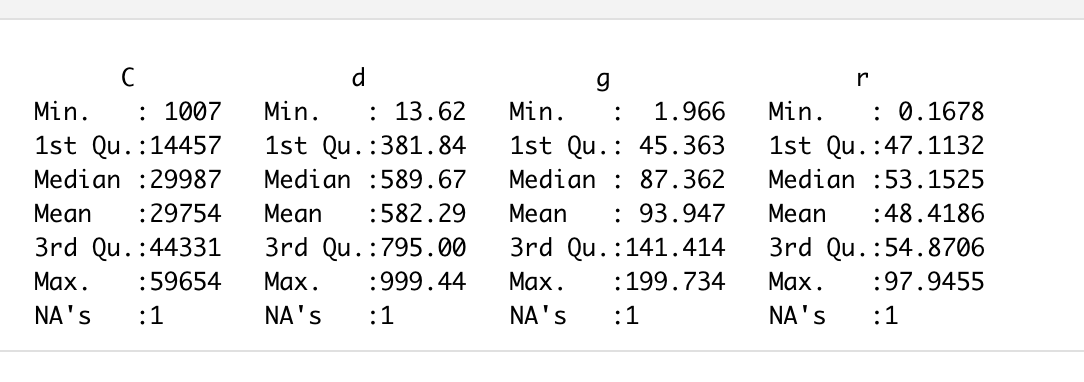 C d g r
Min.   : 1007   Min.   : 13.62   Min.   :  1.966   Min.   : 0.1678
1st Qu.:14457   1st Qu.:381.84   1st Qu.: 45.363   1st Qu.:47.1132
Median :29987   Median :589.67   Median : 87.362   Median :53.1525
Mean   :29754   Mean   :582.29   Mean   : 93.947   Mean   :48.4186
3rd Qu.:44331   3rd Qu.:795.00   3rd Qu.:141.414   3rd Qu.:54.8706
Max.   :59654   Max.   :999.44   Max.   :199.734   Max.   :97.9455
NA's   :1   NA's   :1   NA's   :1   NA's   :1